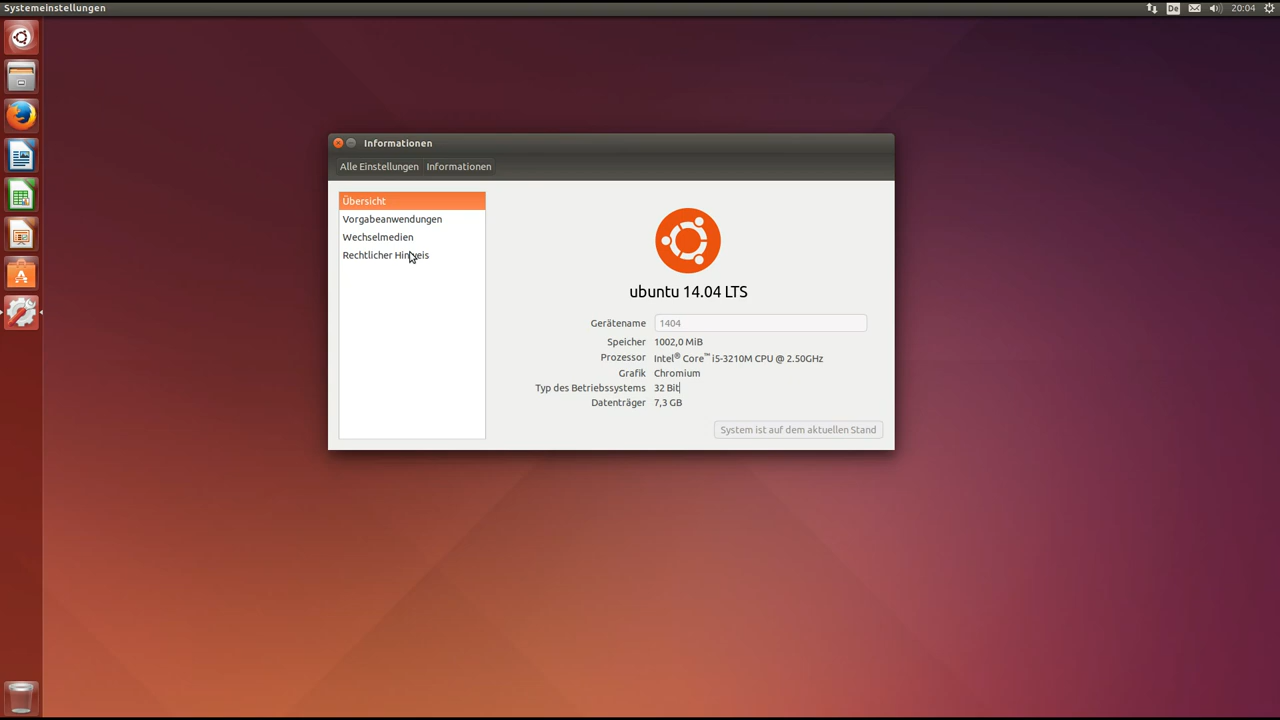 Systemeinstellungen
De
20:04
Informationen
Alle Einstellungen Informationen
Übersicht
Vorgabeanwendungen
Wechselmedien
Rechtlicher Hinweis
ubuntu 14.04 LTS
Gerätename 1404
Speicher 1002,0 MiB
Prozessor Intel® Core™ i5-3210M CPU @ 2.50GHz
Grafik Chromium
Typ des Betriebssystems 32 Bit
Datenträger 7,3 GB
System ist auf dem aktuellen Stand